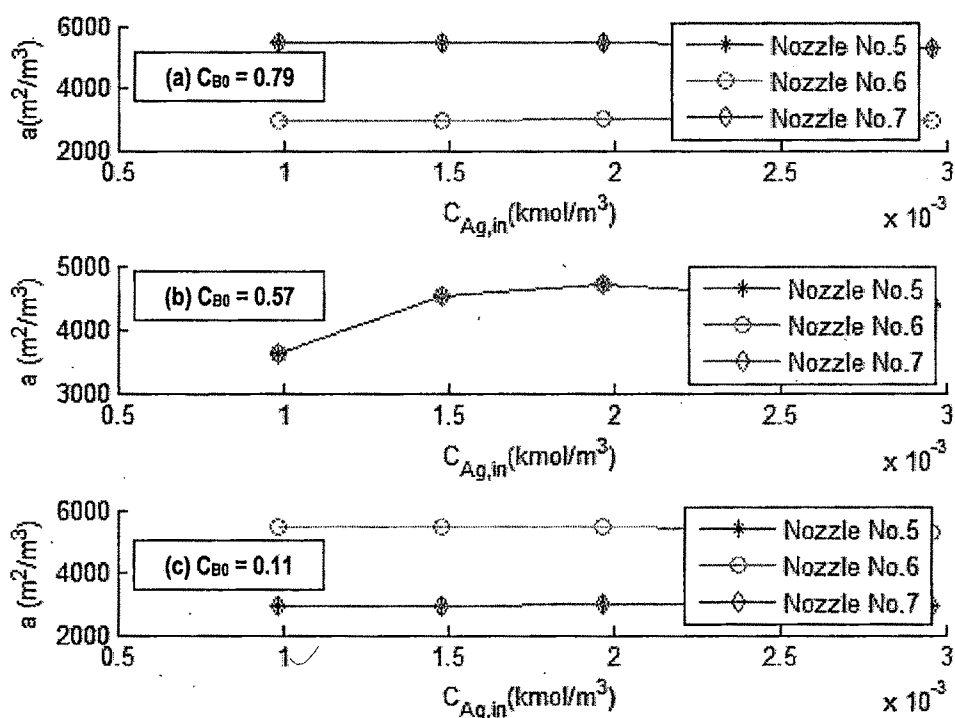 6000
4000
2000
a(m²/m³)
(a) C_B0 = 0.79
Nozzle No.5
Nozzle No.6
Nozzle No.7
0.5 1 1.5 2 2.5 3
C_Ag,in(kmol/m³)
x 10⁻³
5000
4000
3000
a (m²/m³)
(b) C_B0 = 0.57
Nozzle No.5
Nozzle No.6
Nozzle No.7
0.5 1 1.5 2 2.5 3
C_Ag,in(kmol/m³)
x 10⁻³
6000
4000
2000
a (m²/m³)
(c) C_B0 = 0.11
Nozzle No.5
Nozzle No.6
Nozzle No.7
0.5 1 1.5 2 2.5 3
C_Ag,in(kmol/m³)
x 10⁻³